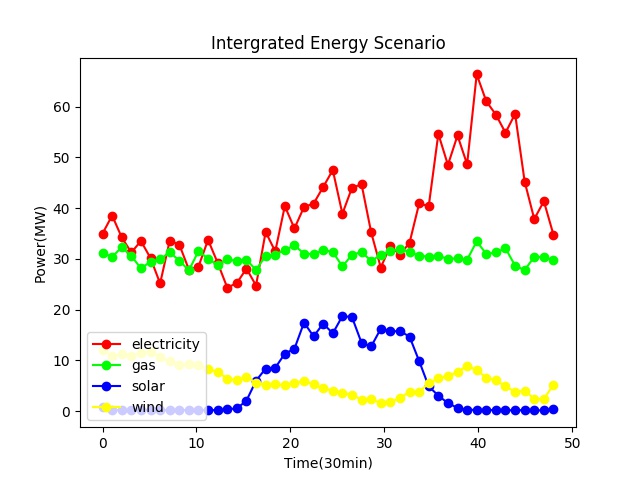 Intergrated Energy Scenario
Power(MW)
60
50
40
30
20
10
0
electricity
gas
solar
wind
0 10 20 30 40 50
Time(30min)